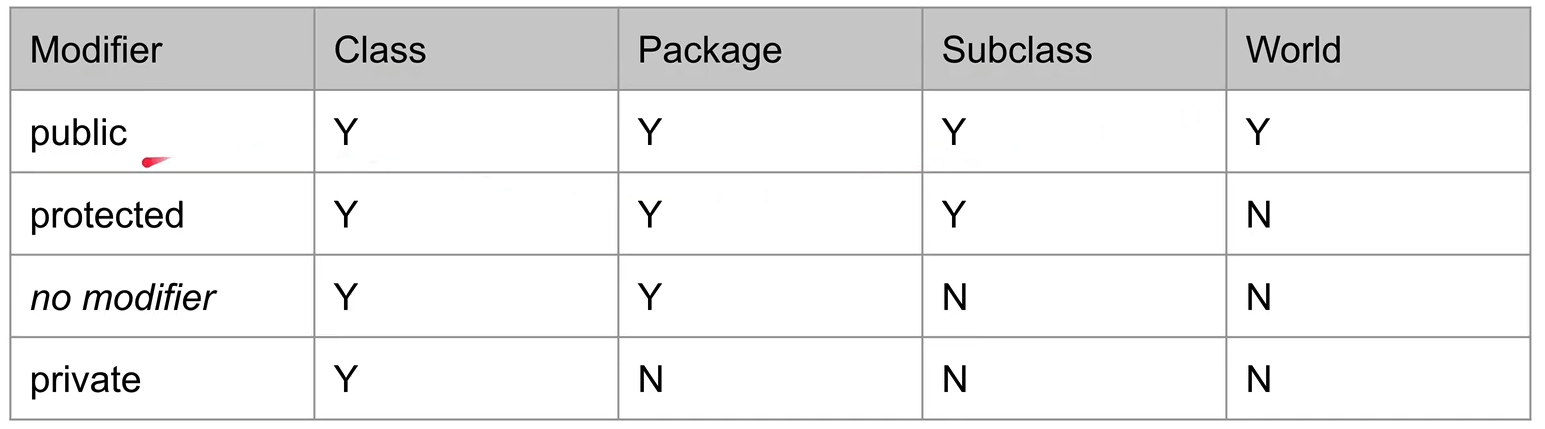 Modifier Class Package Subclass World
public Y Y Y Y
protected Y Y Y N
no modifier Y Y N N
private Y N N N